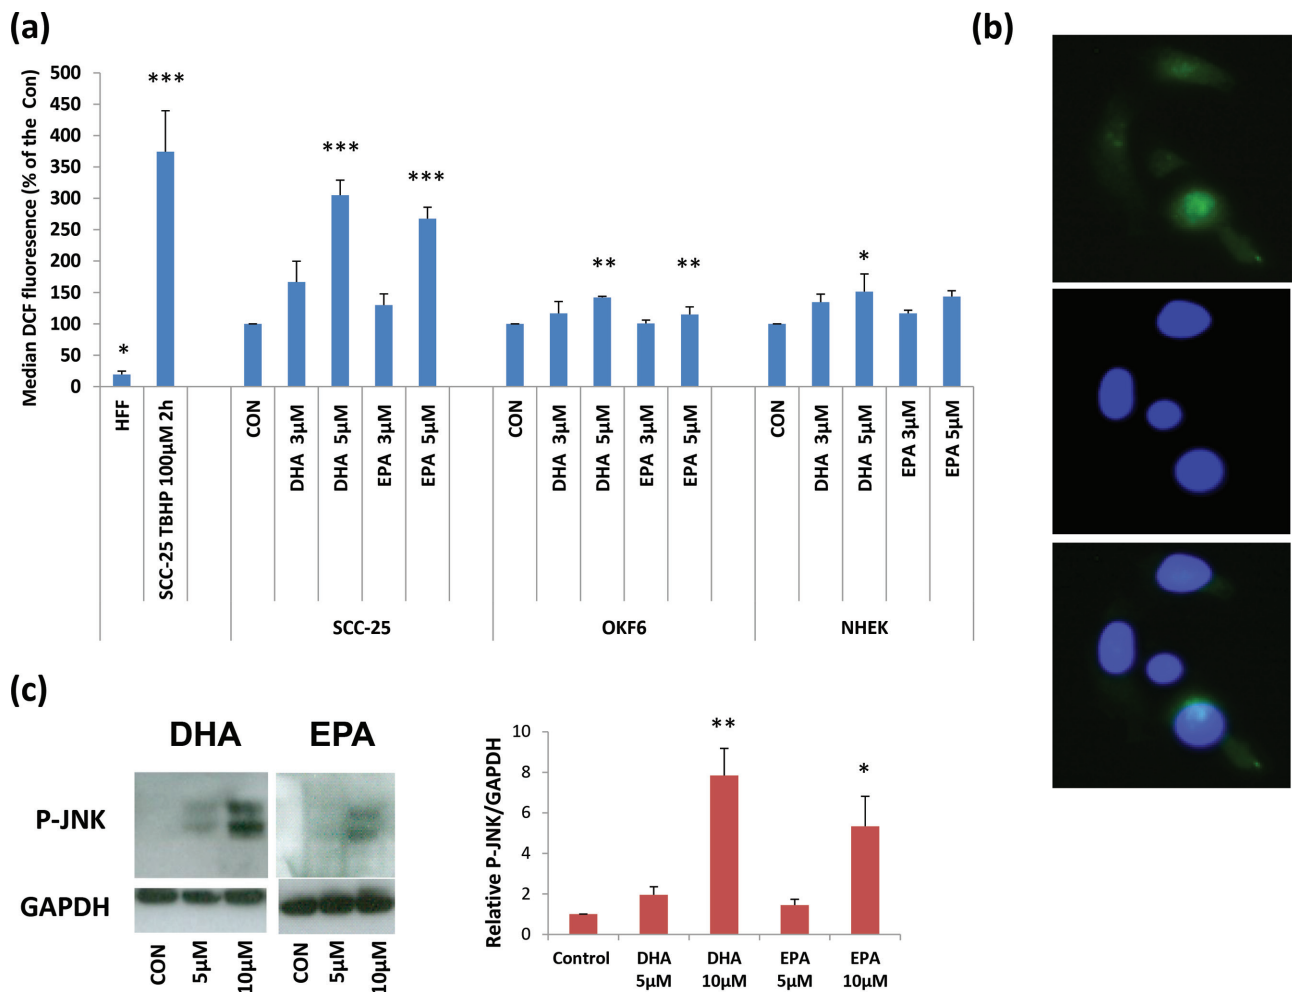 (a)
Median DCF fluoresence (% of the Con)
500
450
400
350
300
250
200
150
100
50
0
*
***
***
***
**
**
*
HFF
SCC-25 TBHP 100µM 2h
CON
DHA 3µM
DHA 5µM
EPA 3µM
EPA 5µM
CON
DHA 3µM
DHA 5µM
EPA 3µM
EPA 5µM
CON
DHA 3µM
DHA 5µM
EPA 3µM
EPA 5µM
SCC-25
OKF6
NHEK
(b)
(c)
DHA
EPA
P-JNK
GAPDH
CON
5µM
10µM
CON
5µM
10µM
Relative P-JNK/GAPDH
10
8
6
4
2
0
**
*
Control
DHA
5µM
DHA
10µM
EPA
5µM
EPA
10µM